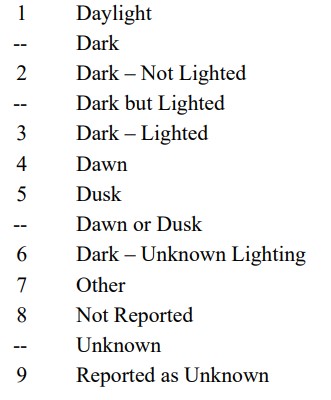 1 Daylight
-- Dark
2 Dark – Not Lighted
-- Dark but Lighted
3 Dark – Lighted
4 Dawn
5 Dusk
-- Dawn or Dusk
6 Dark – Unknown Lighting
7 Other
8 Not Reported
-- Unknown
9 Reported as Unknown